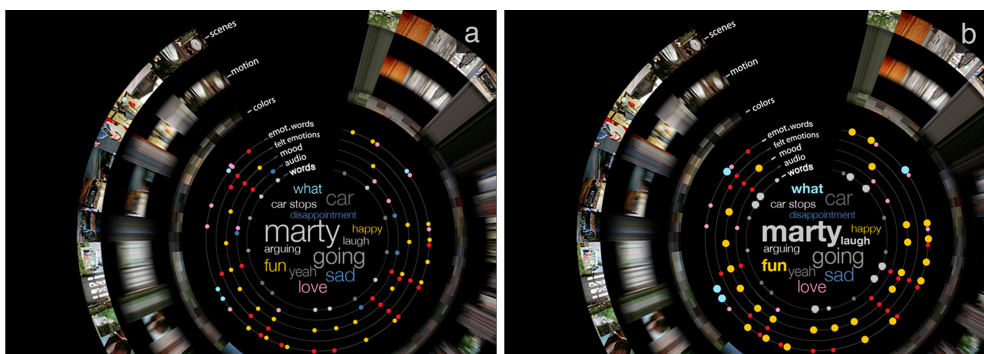 a
scenes
motion
colors
emot.words
felt emotions
mood
audio
words
what
car
car stops
disappointment
marty
happy
laugh
arguing
going
fun
yeah
sad
love
b
scenes
motion
colors
emot.words
felt emotions
mood
audio
words
what
car
car stops
disappointment
marty
happy
laugh
arguing
going
fun
yeah
sad
love